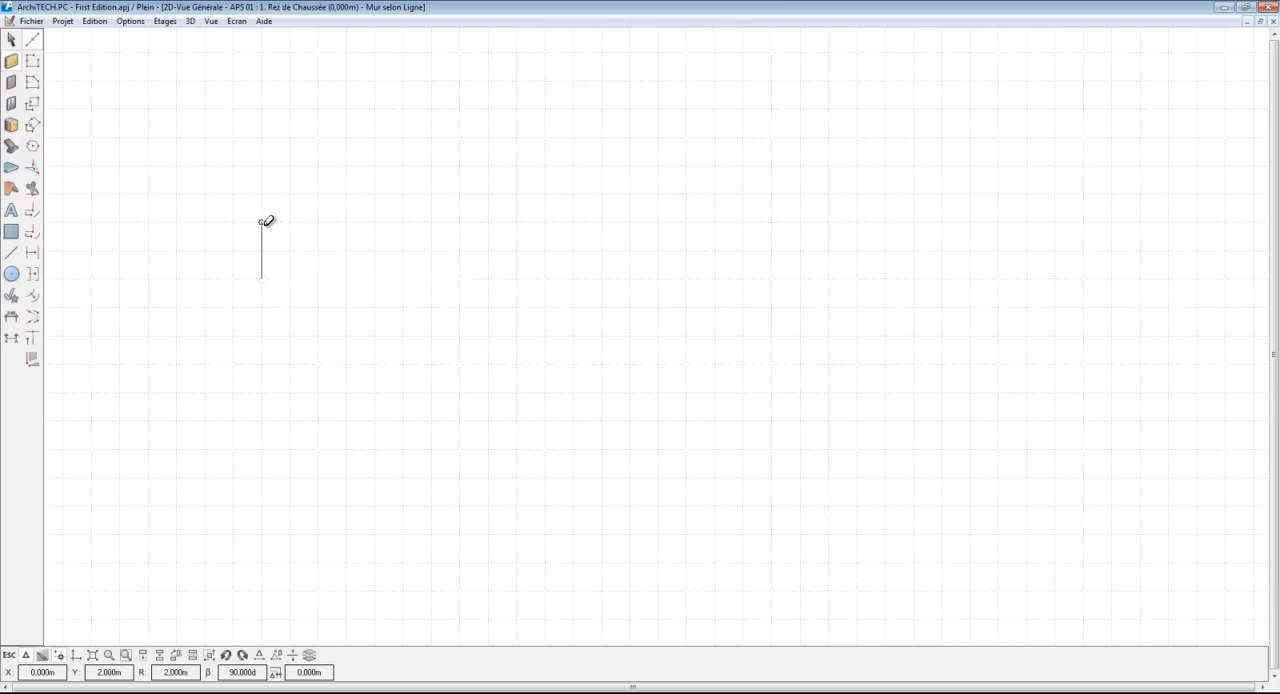 ArchiTECH.PC - First Edition.apj / Plein - [2D-Vue Générale - APS 01 : 1. Rez de Chaussée (0,000m) - Mur selon Ligne]
Fichier Projet Edition Options Etages 3D Vue Ecran Aide
ESC
X: 0,000m Y: 2,000m R: 2,000m β: 90,000d 0,000m